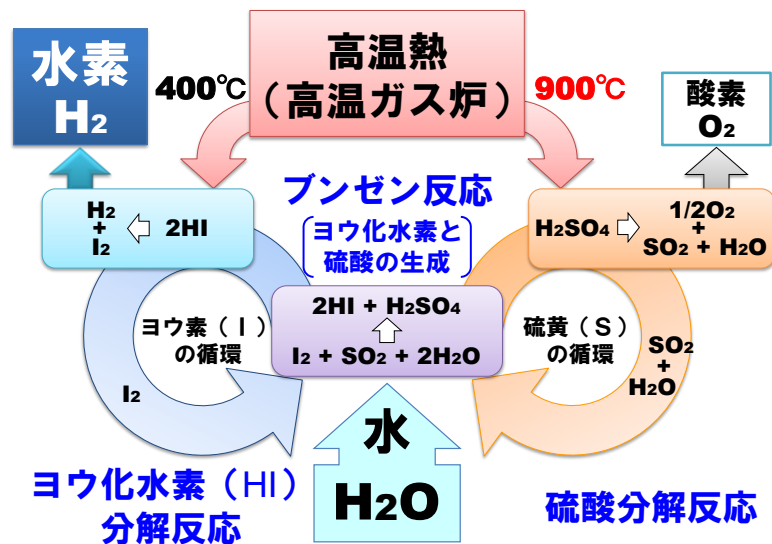 水素
H₂
400℃
高温熱
(高温ガス炉)
900℃
酸素
O₂
H₂
+
I₂
2HI
ブンゼン反応
ヨウ化水素と
硫酸の生成
H₂SO₄
1/2O₂
+
SO₂ + H₂O
2HI + H₂SO₄
I₂ + SO₂ + 2H₂O
ヨウ素(I)
の循環
硫黄(S)
の循環
I₂
SO₂
+
H₂O
水
H₂O
ヨウ化水素(HI)
分解反応
硫酸分解反応